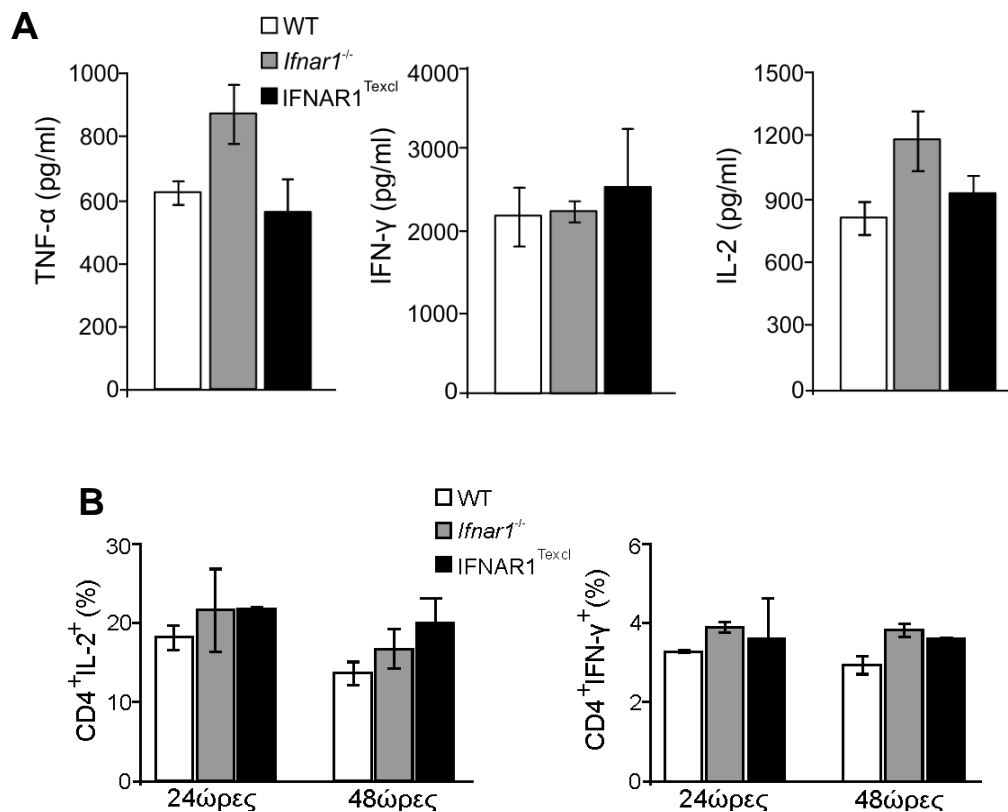 A
WT
Ifnar1-/-
IFNAR1Texcl
TNF-α (pg/ml)
1000
800
600
400
200
0
IFN-γ (pg/ml)
4000
3000
2000
1000
0
IL-2 (pg/ml)
1500
1200
900
600
300
0
B
WT
Ifnar1-/-
IFNAR1Texcl
CD4+IL-2+ (%)
30
20
10
0
24ώρες 48ώρες
CD4+IFN-γ+(%)
6
4
2
0
24ώρες 48ώρες